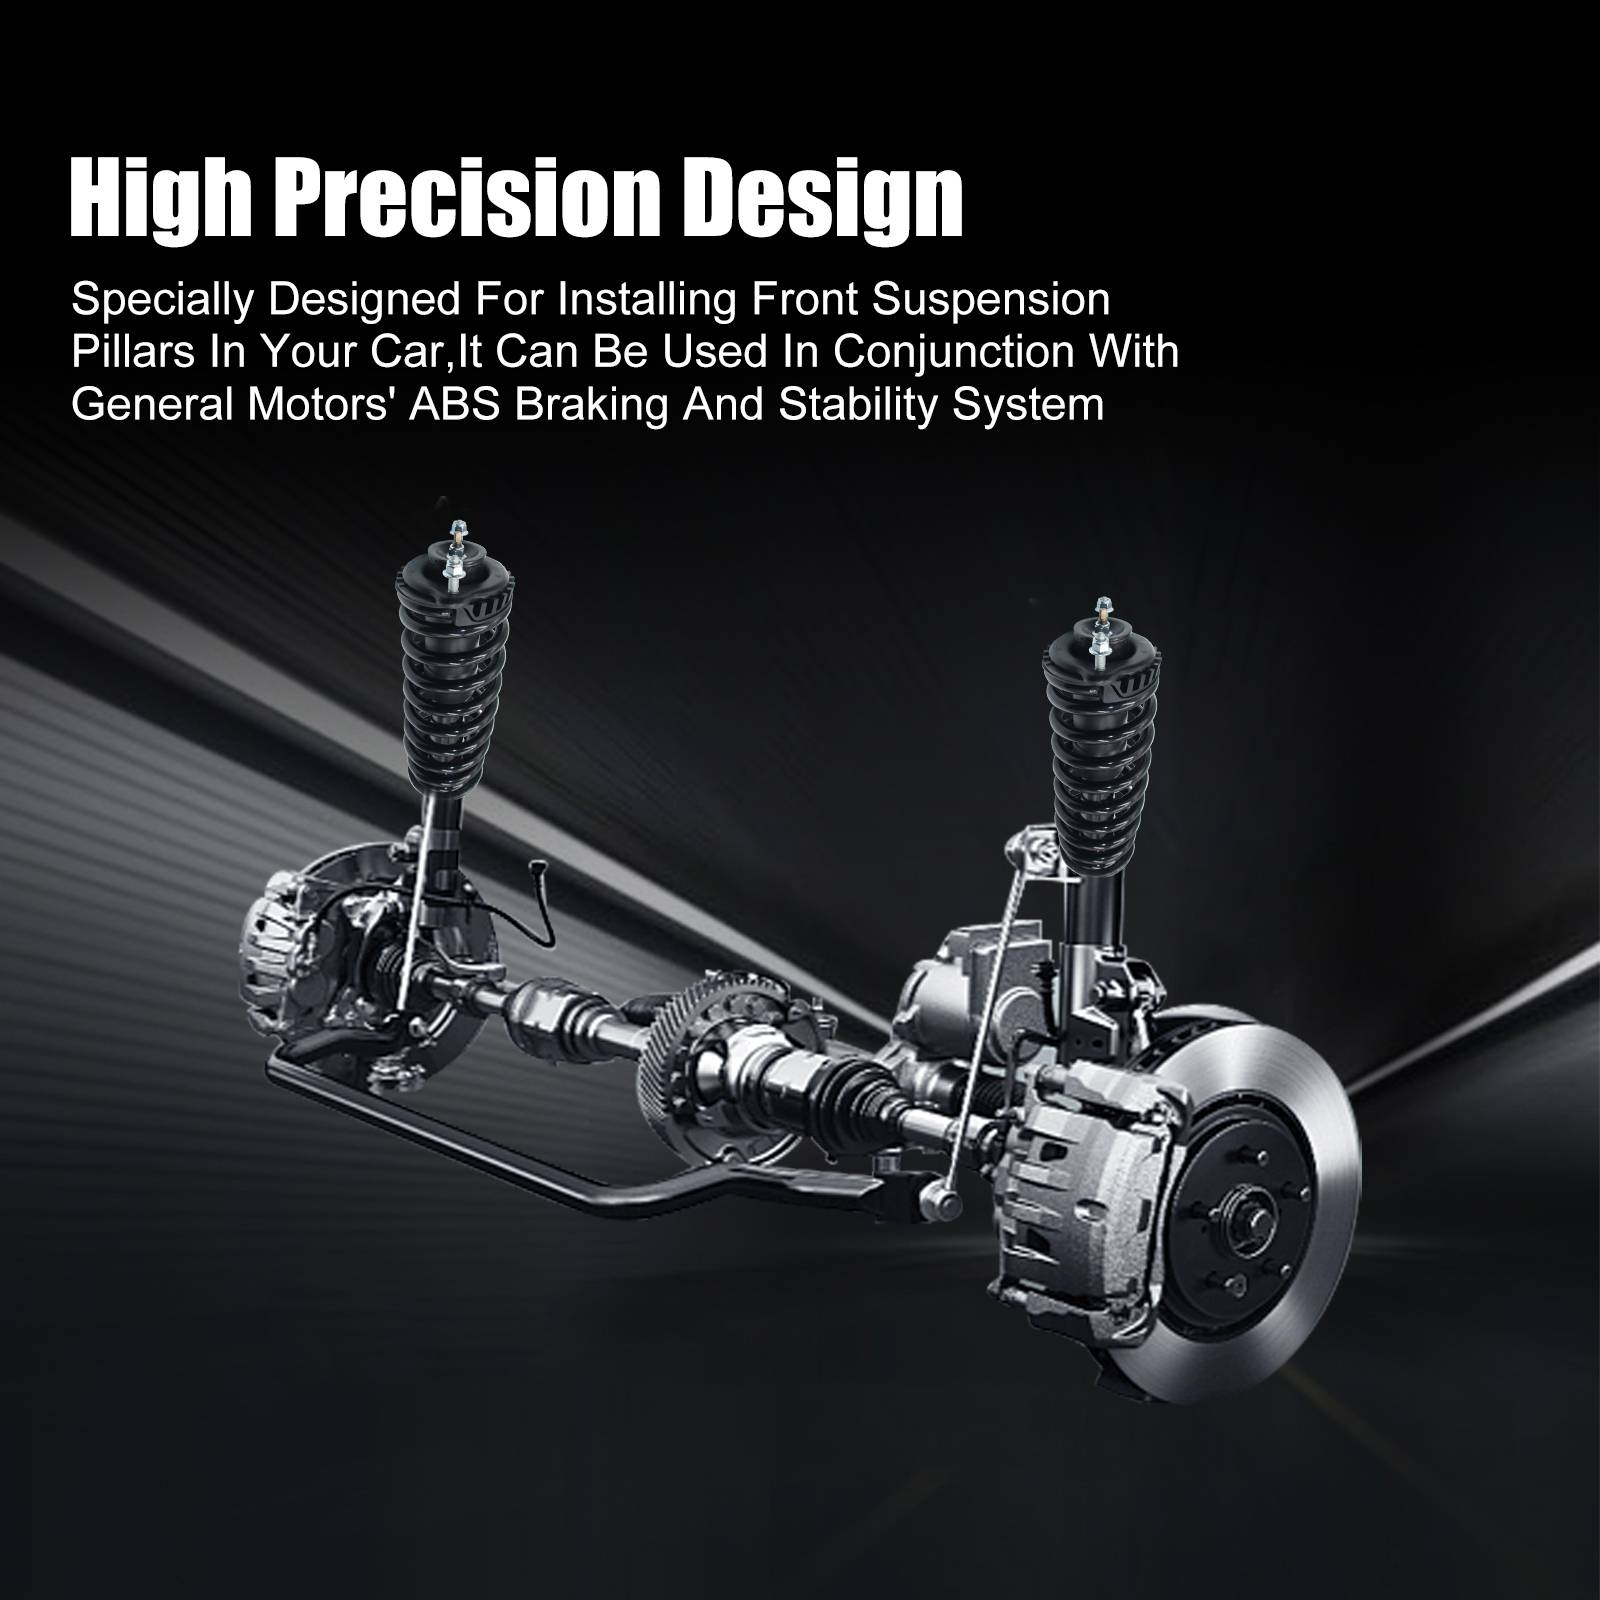 High Precision Design
Specially Designed For Installing Front Suspension
Pillars In Your Car,It Can Be Used In Conjunction With
General Motors' ABS Braking And Stability System